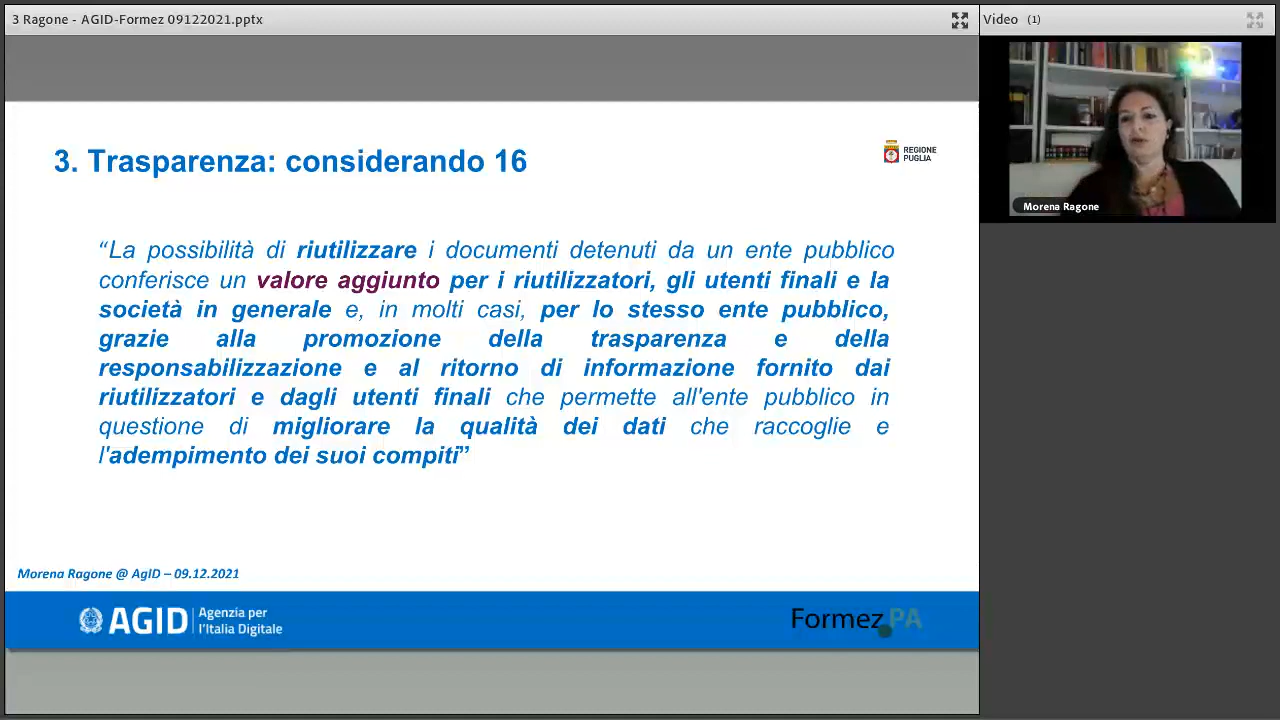 3 Ragone - AGID-Formez 09122021.pptx
Video (1)
3. Trasparenza: considerando 16
REGIONE
PUGLIA
Morena Ragone
“La possibilità di riutilizzare i documenti detenuti da un ente pubblico
conferisce un valore aggiunto per i riutilizzatori, gli utenti finali e la
società in generale e, in molti casi, per lo stesso ente pubblico,
grazie alla promozione della trasparenza e della
responsabilizzazione e al ritorno di informazione fornito dai
riutilizzatori e dagli utenti finali che permette all'ente pubblico in
questione di migliorare la qualità dei dati che raccoglie e
l'adempimento dei suoi compiti”
Morena Ragone @ AgID – 09.12.2021
AGID Agenzia per
l'Italia Digitale
Formez PA